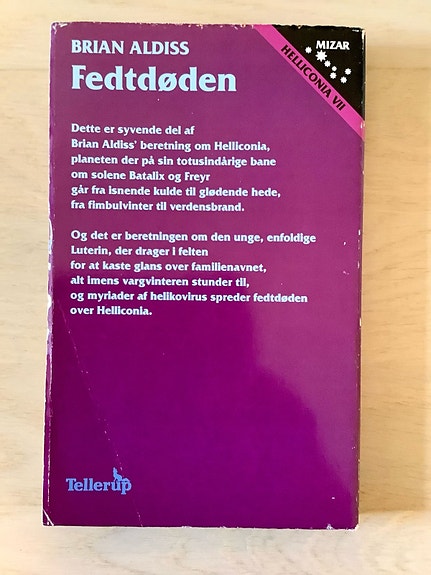 BRIAN ALDISS
Fedtdøden
MIZAR
HELLICONIA VII
Dette er syvende del af
Brian Aldiss' beretning om Helliconia,
planeten der på sin totusindårige bane
om solene Batalix og Freyr
går fra isnende kulde til glødende hede,
fra fimbulvinter til verdensbrand.
Og det er beretningen om den unge, enfoldige
Luterin, der drager i felten
for at kaste glans over familienavnet,
alt imens vargvinteren stunder til,
og myriader af helikovirus spreder fedtdøden
over Helliconia.
Tellerup